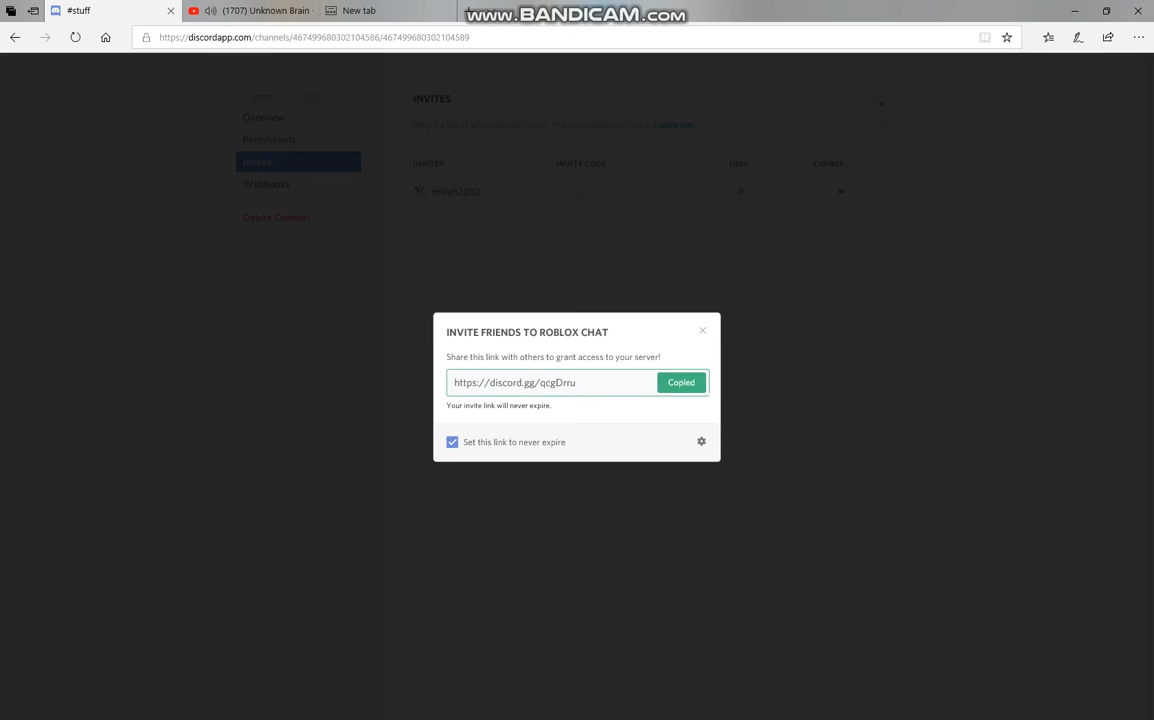 #stuff
(1707) Unknown Brain
New tab
www.BANDICAM.com
https://discordapp.com/channels/467499680302104586/467499680302104589
INVITES
Overview
Permissions
Invites
Webhooks
Delete Channel
INVITER
INVITE CODE
USES
EXPIRES
mikah2010
INVITE FRIENDS TO ROBLOX CHAT
Share this link with others to grant access to your server!
https://discord.gg/qcgDrru
Copied
Your invite link will never expire.
Set this link to never expire